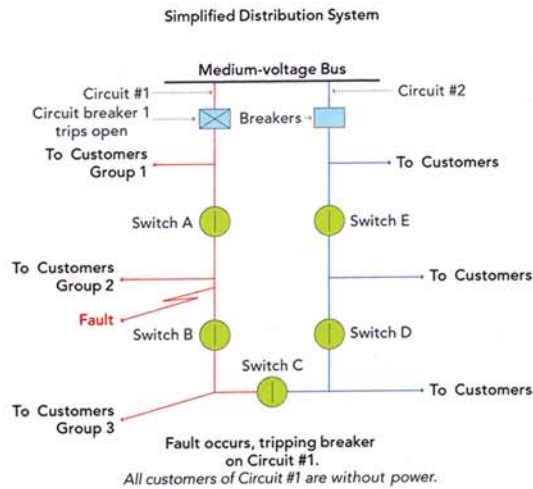 Simplified Distribution System
Medium-voltage Bus
Circuit #1
Circuit #2
Circuit breaker 1
trips open
Breakers
To Customers
Group 1
To Customers
Switch A
Switch E
To Customers
Group 2
To Customers
Fault
Switch B
Switch D
Switch C
To Customers
Group 3
To Customers
Fault occurs, tripping breaker
on Circuit #1.
All customers of Circuit #1 are without power.